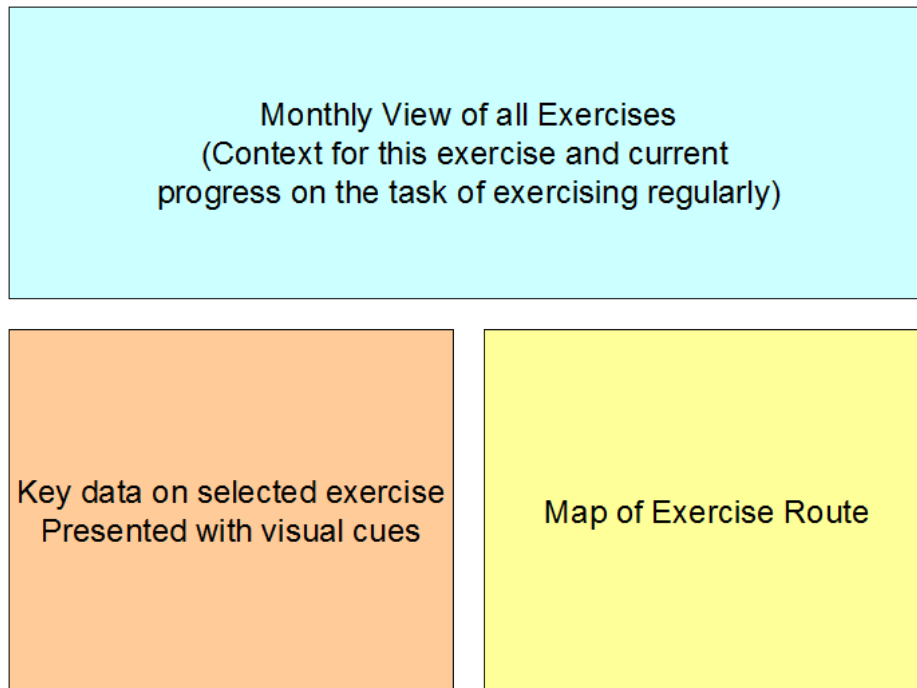 Monthly View of all Exercises
(Context for this exercise and current
progress on the task of exercising regularly)
Key data on selected exercise
Presented with visual cues
Map of Exercise Route